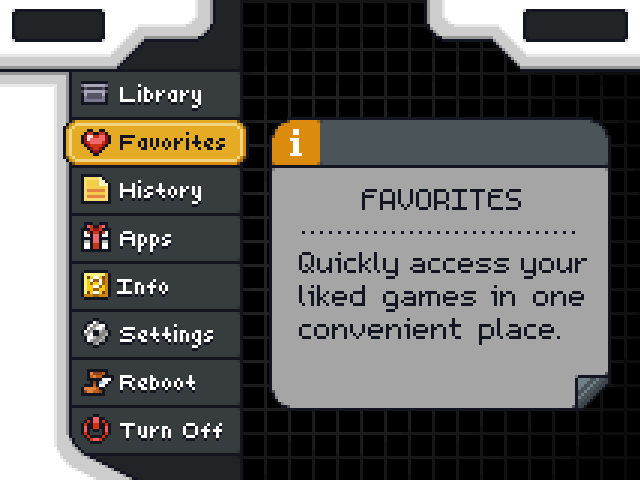 Library
Favorites
History
Apps
Info
Settings
Reboot
Turn Off
i
FAVORITES
Quickly access your
liked games in one
convenient place.